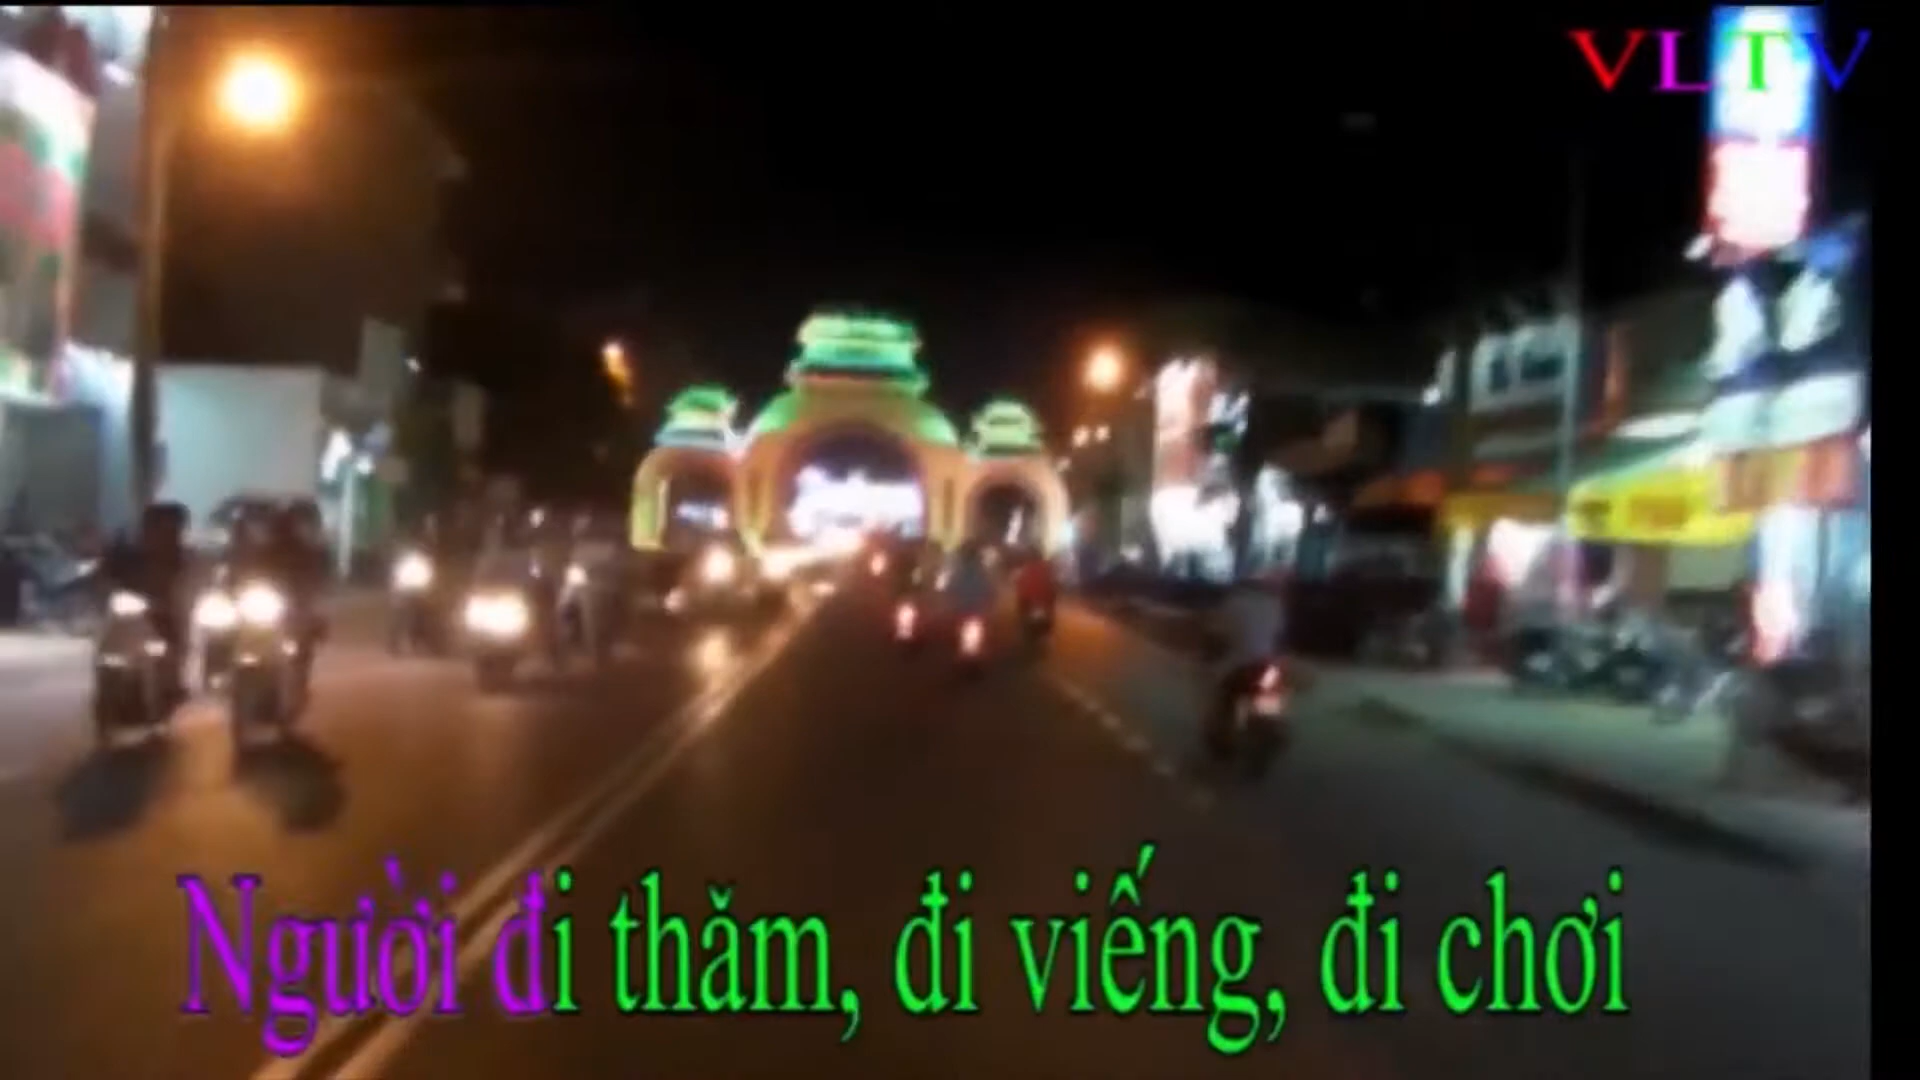 VLTV
Người đi thăm, đi viếng, đi chơi